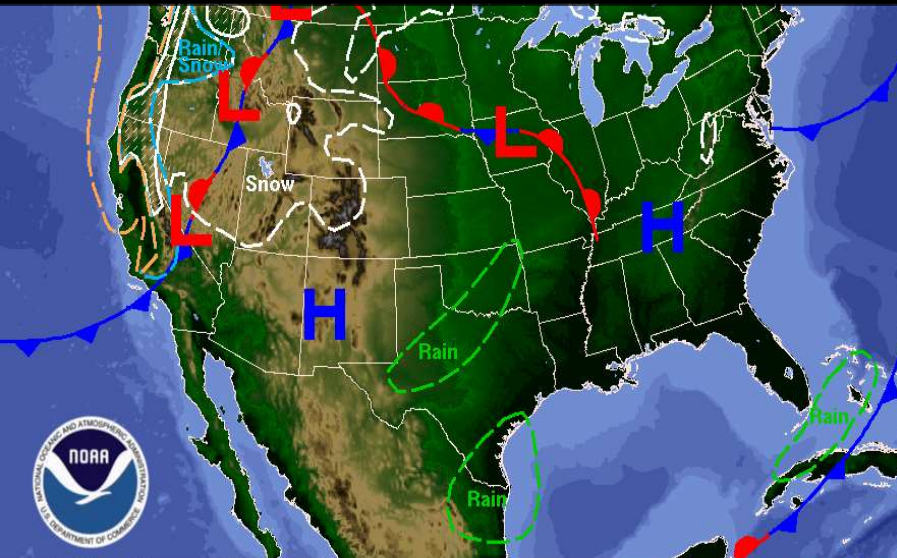 L
Rain/
Snow
L
L
Snow
L
H
H
Rain
Rain
Rain
NATIONAL OCEANIC AND ATMOSPHERIC ADMINISTRATION
NOAA
U.S. DEPARTMENT OF COMMERCE